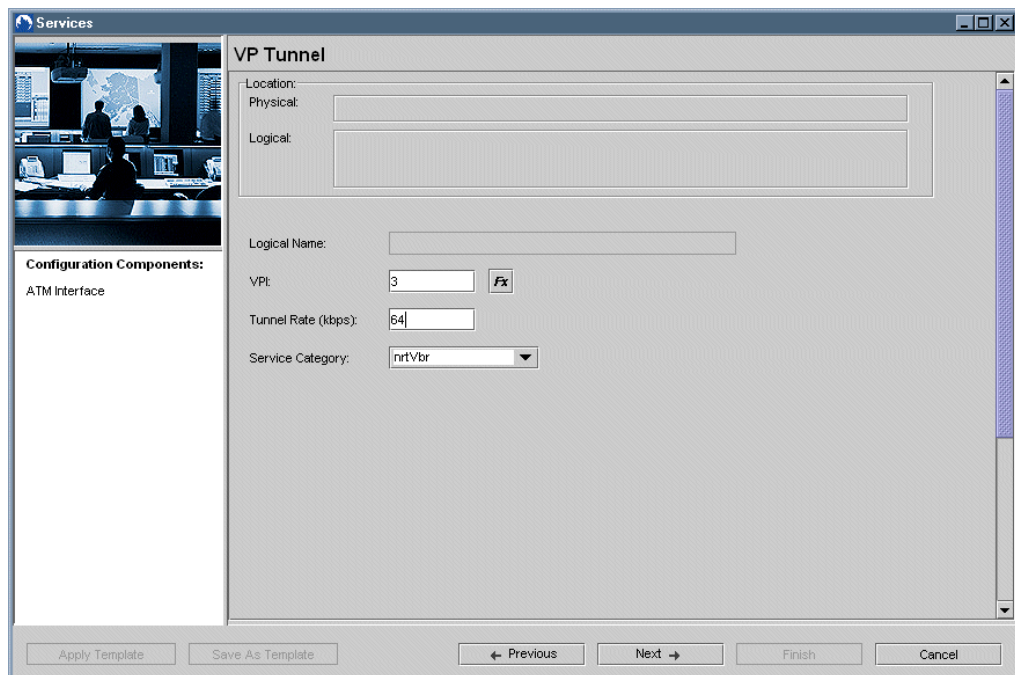 Services
VP Tunnel
Location:
Physical:
Logical:
Logical Name:
VPI: 3 Fx
Tunnel Rate (kbps): 64
Service Category: nrtVbr
Configuration Components:
ATM Interface
Apply Template Save As Template ← Previous Next → Finish Cancel